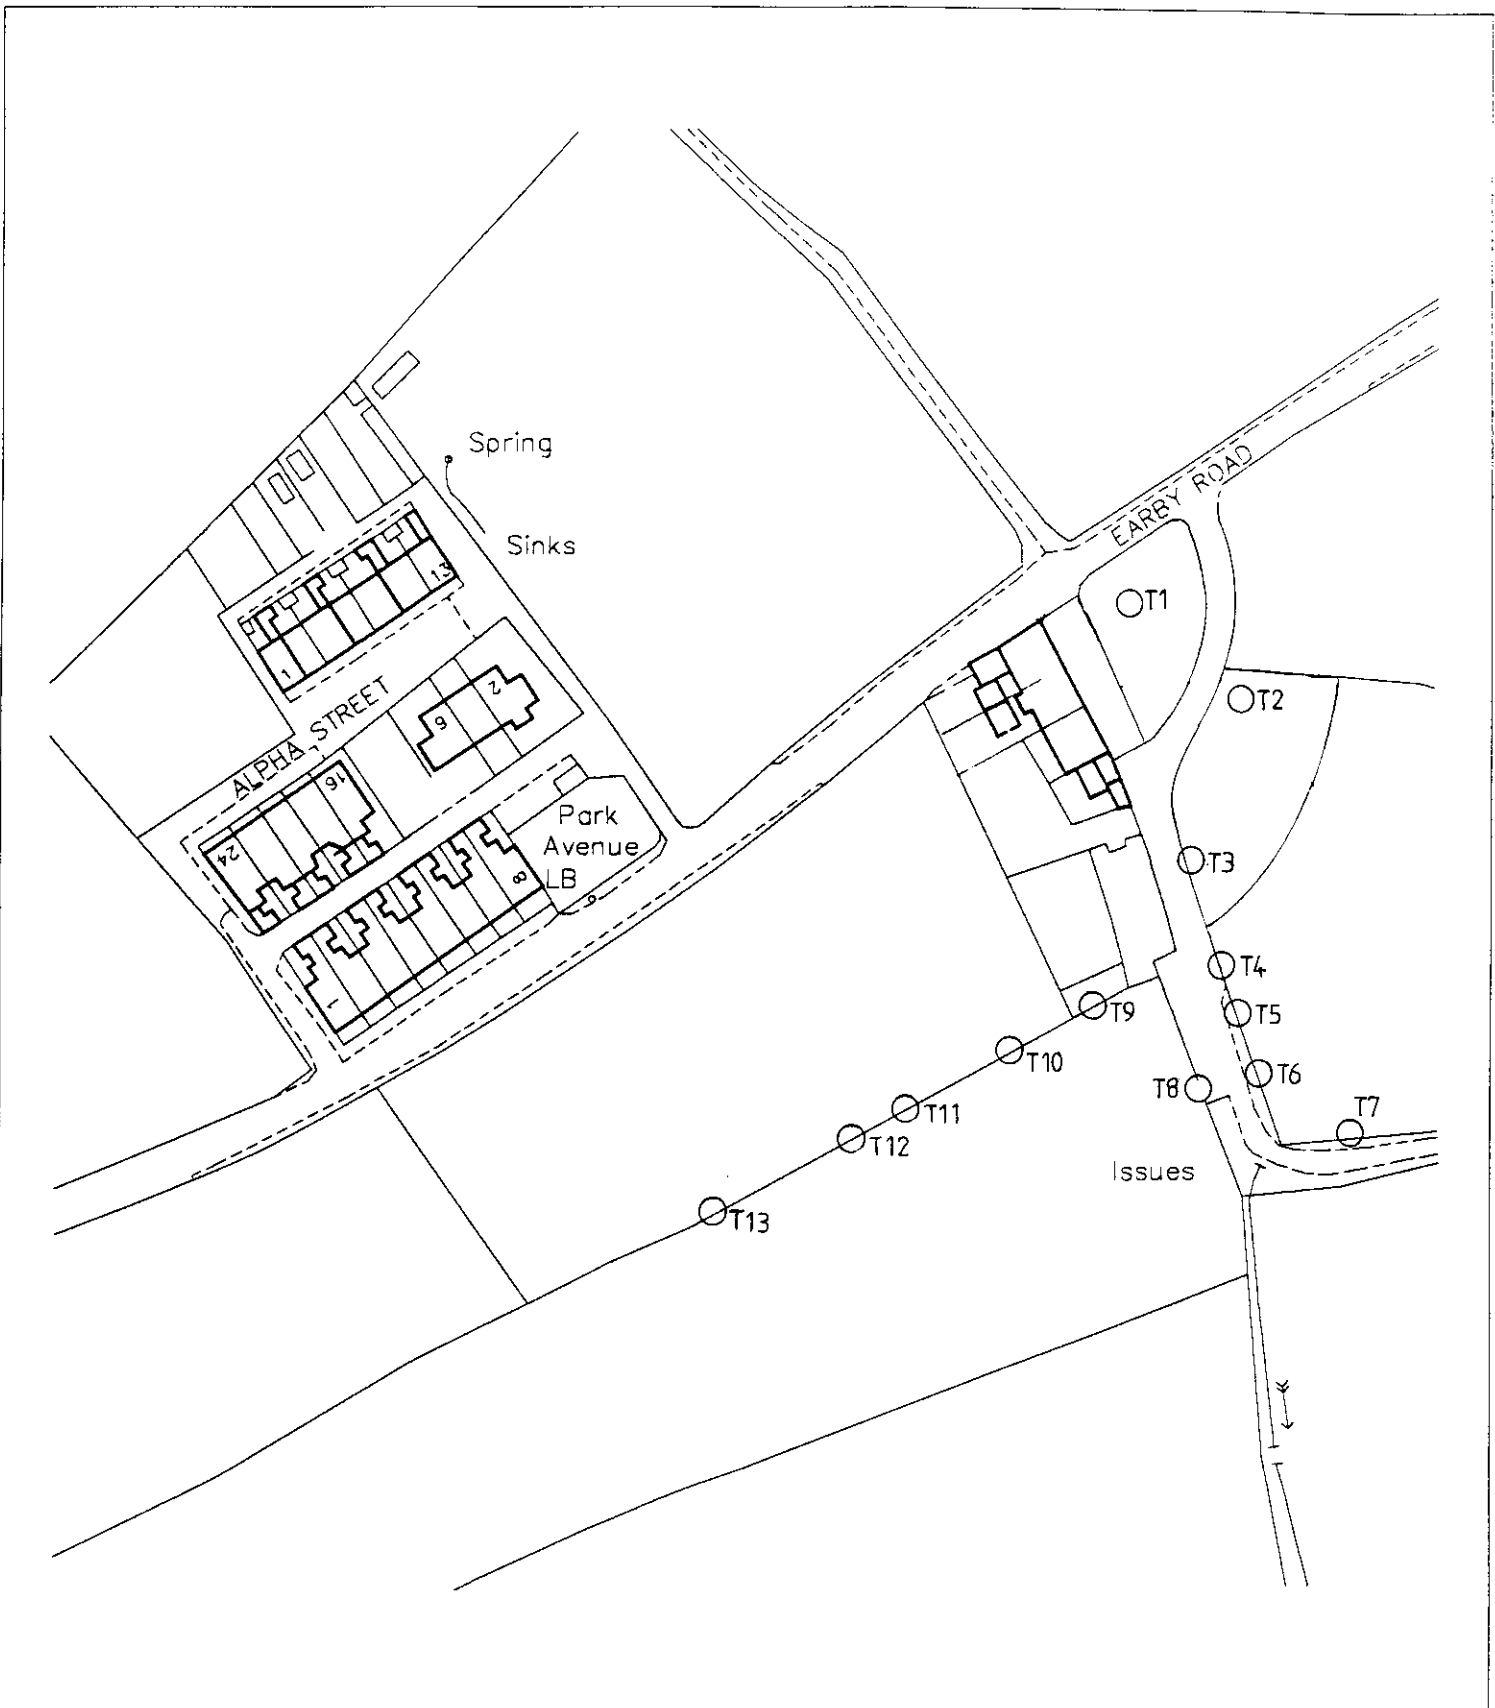 Spring
Sinks
EARBY ROAD
13
1
T1
2
6
T2
ALPHA STREET
16
24
Park
Avenue
LB
8
1
T3
T4
T5
T9
T10
T6
T8
T11
T7
T12
Issues
T13